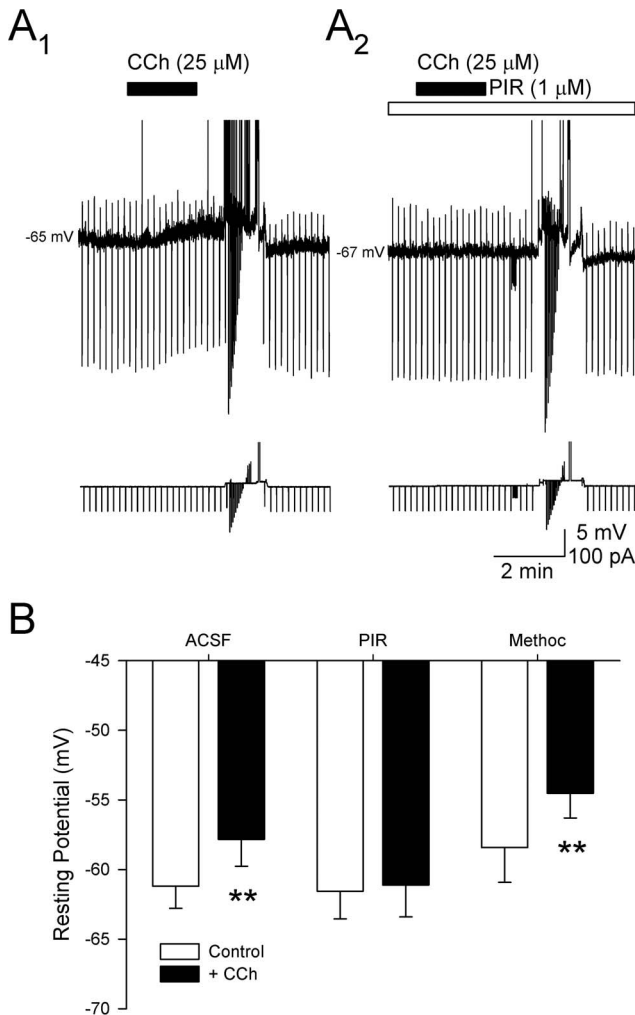 A1 A2
CCh (25 μM) CCh (25 μM)
PIR (1 μM)
-65 mV
-67 mV
5 mV
100 pA
2 min
B
ACSF PIR Methoc
-45
-50
-55
-60
-65
-70
Resting Potential (mV)
** **
Control
+ CCh